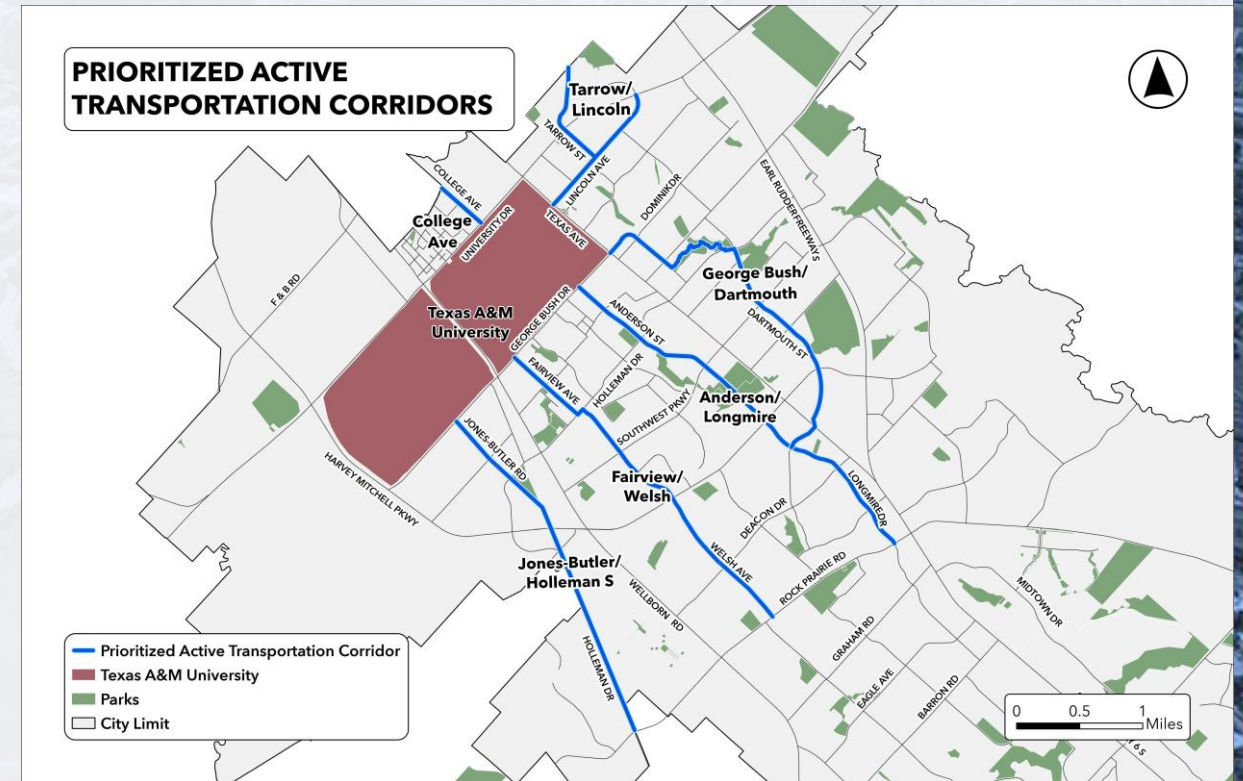 PRIORITIZED ACTIVE
TRANSPORTATION CORRIDORS
Tarrow/
Lincoln
TARROW ST
LINCOLN AVE
COLLEGE AVE
College
Ave
UNIVERSITY DR
TEXAS AVE
DOMINIK DR
EARL RUDDER FREEWAY S
George Bush/
Dartmouth
DARTMOUTH ST
F & B RD
Texas A&M
University
GEORGE BUSH DR
ANDERSON ST
FAIRVIEW AVE
HOLLEMAN DR
SOUTHWEST PKWY
Anderson/
Longmire
JONES-BUTLER RD
HARVEY MITCHELL PKWY
Fairview/
Welsh
LONGMIRE DR
DEACON DR
WELSH AVE
ROCK PRAIRIE RD
Jones-Butler/
Holleman S
WELLBORN RD
HOLLEMAN DR
MIDTOWN DR
GRAHAM RD
EAGLE AVE
BARRON RD
6 S
Prioritized Active Transportation Corridor
Texas A&M University
Parks
City Limit
0 0.5 1
Miles